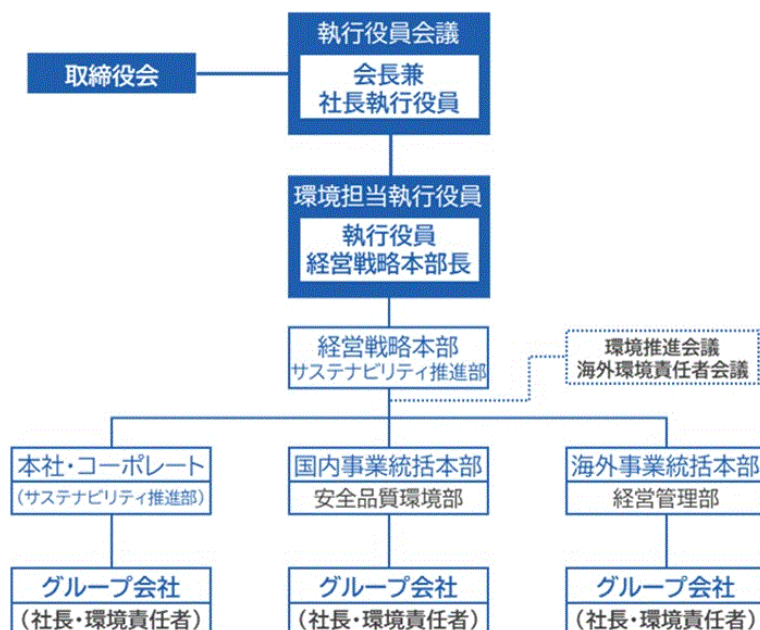 執行役員会議
取締役会
会長兼
社長執行役員
環境担当執行役員
執行役員
経営戦略本部長
経営戦略本部
サステナビリティ推進部
環境推進会議
海外環境責任者会議
本社・コーポレート
(サステナビリティ推進部)
国内事業統括本部
安全品質環境部
海外事業統括本部
経営管理部
グループ会社
(社長・環境責任者)
グループ会社
(社長・環境責任者)
グループ会社
(社長・環境責任者)